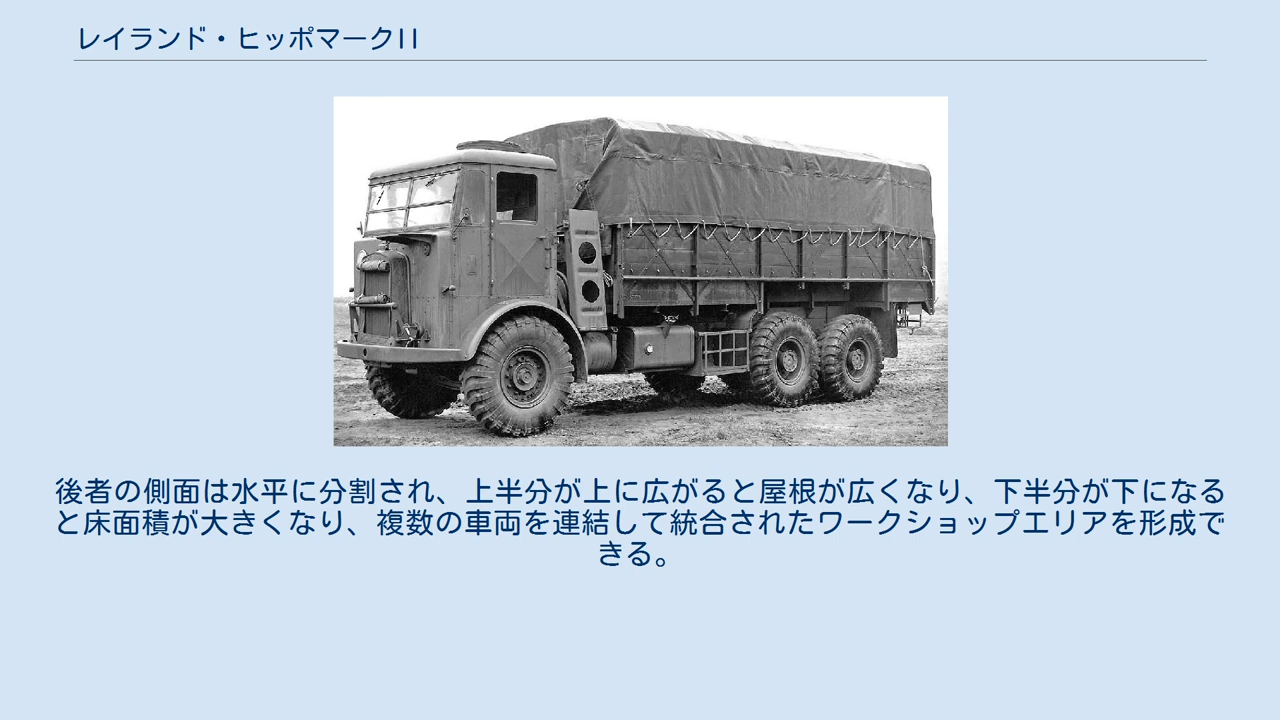 レイランド・ヒッポマークII
後者の側面は水平に分割され、上半分が上に広がると屋根が広くなり、下半分が下になる
と床面積が大きくなり、複数の車両を連結して統合されたワークショップエリアを形成で
きる。